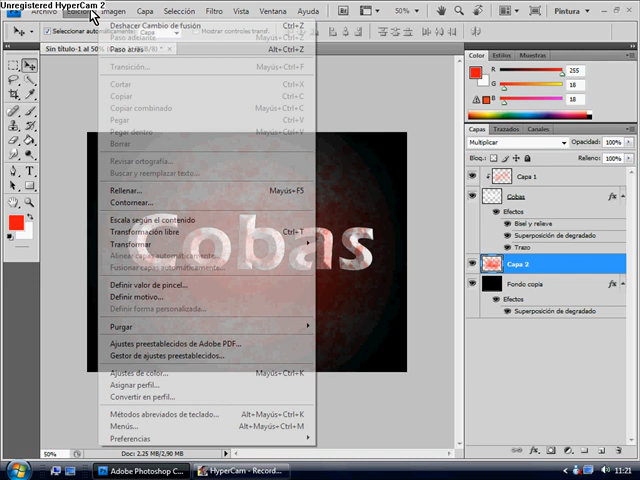 Unregistered HyperCam 2
Archivo Edición Imagen Capa Selección Filtro Vista Ventana Ayuda 50%
Seleccionar automáticamente: Capa Mostrar controles transf.
Sin título-1 al 50%
Deshacer Cambio de fusión Ctrl+Z
Paso adelante Mayús+Ctrl+Z
Paso atrás Alt+Ctrl+Z
Transición... Mayús+Ctrl+F
Cortar Ctrl+X
Copiar Ctrl+C
Copiar combinado Mayús+Ctrl+C
Pegar Ctrl+V
Pegar dentro Mayús+Ctrl+V
Borrar
Revisar ortografía...
Buscar y reemplazar texto...
Rellenar... Mayús+F5
Contornear...
Escala según el contenido
Transformación libre Ctrl+T
Transformar
Alinear capas automáticamente...
Fusionar capas automáticamente...
Definir valor de pincel...
Definir motivo...
Definir forma personalizada...
Purgar
Ajustes preestablecidos de Adobe PDF...
Gestor de ajustes preestablecidos...
Ajustes de color... Mayús+Ctrl+K
Asignar perfil...
Convertir en perfil...
Métodos abreviados de teclado... Alt+Mayús+Ctrl+K
Menús... Alt+Mayús+Ctrl+M
Preferencias
Cobas
Color Estilos Muestras
R 255
G 18
B 18
Capas Trazados Canales
Multiplicar Opacidad: 100%
Bloq.: Relleno: 100%
Capa 1
Cobas fx
Efectos
Bisel y relieve
Superposición de degradado
Trazo
Capa 2
Fondo copia fx
Efectos
Superposición de degradado
50% Doc: 2,25 MB/2,90 MB
Adobe Photoshop C... HyperCam - Record... 11:21